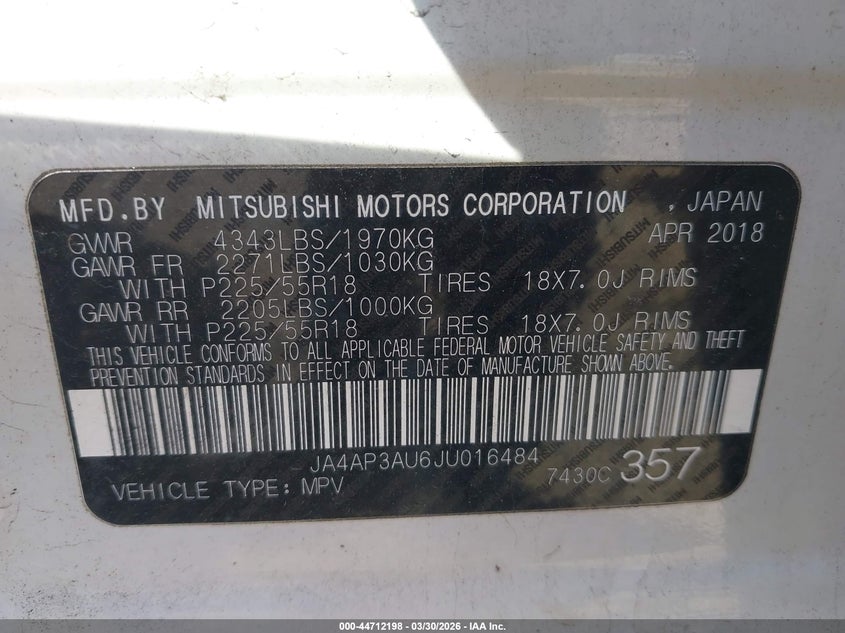 MFD.BY MITSUBISHI MOTORS CORPORATION , JAPAN
GVWR 4343LBS/1970KG APR 2018
GAWR FR 2271LBS/1030KG
WITH P225/55R18 TIRES 18X7.0J RIMS
GAWR RR 2205LBS/1000KG
WITH P225/55R18 TIRES 18X7.0J RIMS
THIS VEHICLE CONFORMS TO ALL APPLICABLE FEDERAL MOTOR VEHICLE SAFETY AND THEFT
PREVENTION STANDARDS IN EFFECT ON THE DATE OF MANUFACTURE SHOWN ABOVE.
JA4AP3AU6JU016484
VEHICLE TYPE: MPV 7430C 357
000-44712198 - 03/30/2026 - IAA Inc.